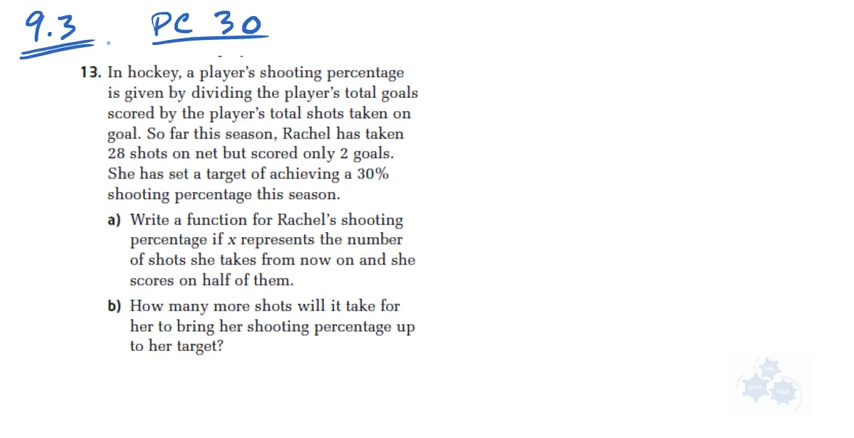 9.3 PC 30
13. In hockey, a player's shooting percentage
is given by dividing the player's total goals
scored by the player's total shots taken on
goal. So far this season, Rachel has taken
28 shots on net but scored only 2 goals.
She has set a target of achieving a 30%
shooting percentage this season.
a) Write a function for Rachel's shooting
percentage if x represents the number
of shots she takes from now on and she
scores on half of them.
b) How many more shots will it take for
her to bring her shooting percentage up
to her target?